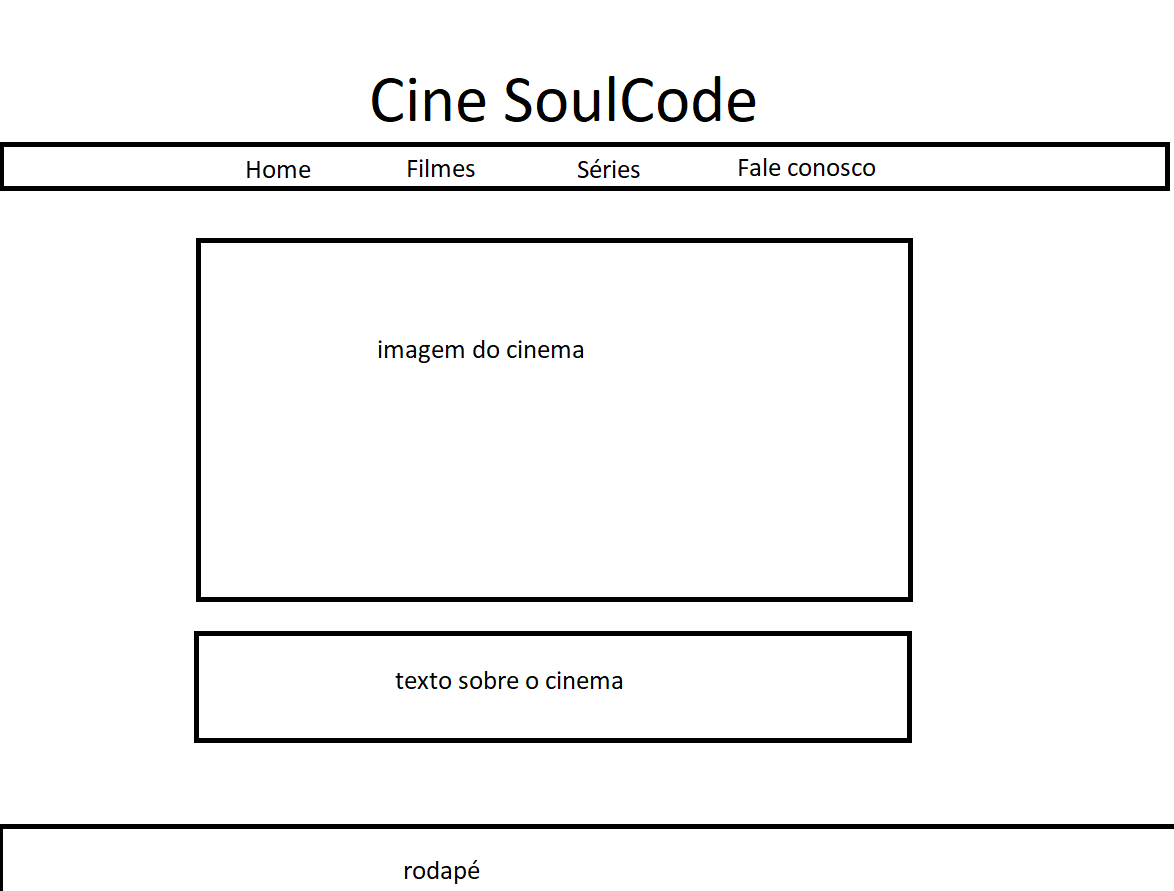 Cine SoulCode
Home Filmes Séries Fale conosco
imagem do cinema
texto sobre o cinema
rodapé